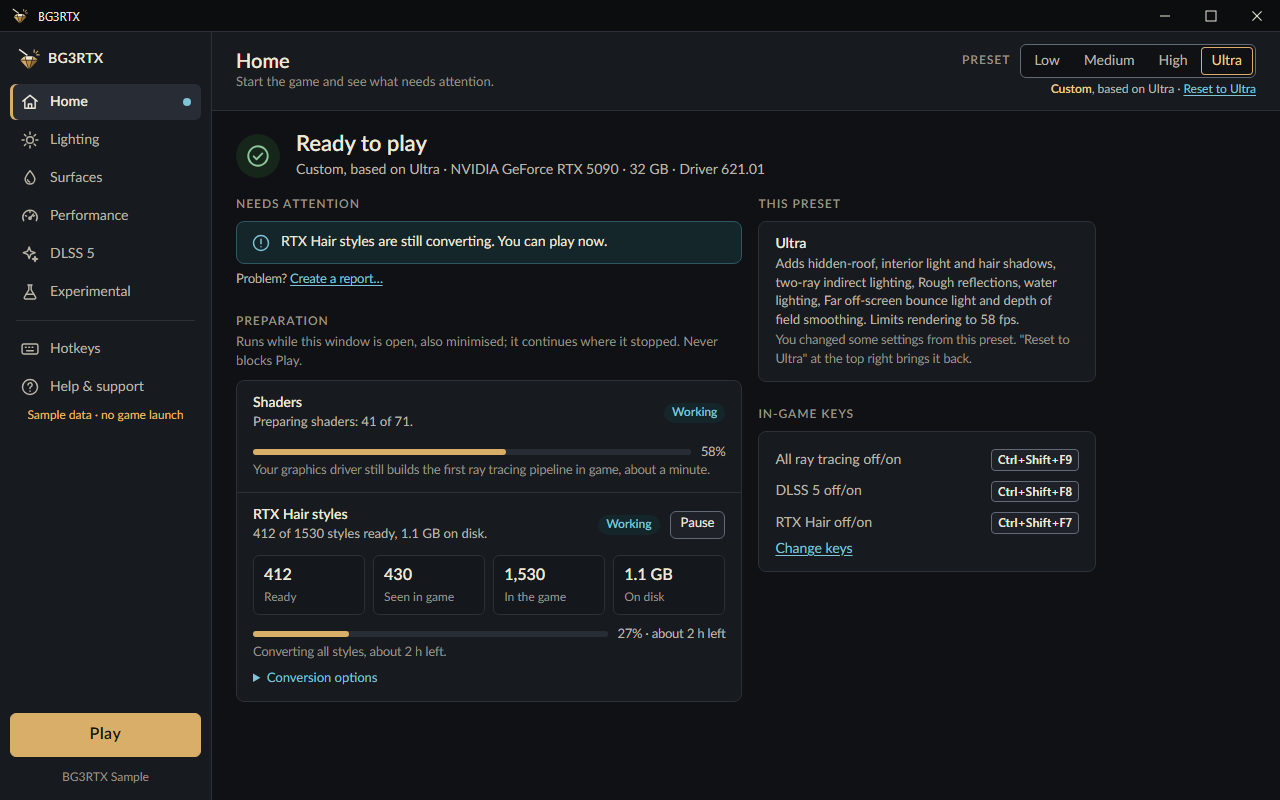 BG3RTX
BG3RTX
Home
Lighting
Surfaces
Performance
DLSS 5
Experimental
Hotkeys
Help & support
Sample data · no game launch
Play
BG3RTX Sample
Home
Start the game and see what needs attention.
PRESET
Low
Medium
High
Ultra
Custom, based on Ultra · Reset to Ultra
Ready to play
Custom, based on Ultra · NVIDIA GeForce RTX 5090 · 32 GB · Driver 621.01
NEEDS ATTENTION
RTX Hair styles are still converting. You can play now.
Problem? Create a report...
PREPARATION
Runs while this window is open, also minimised; it continues where it stopped. Never
blocks Play.
Shaders
Preparing shaders: 41 of 71.
Working
58%
Your graphics driver still builds the first ray tracing pipeline in game, about a minute.
RTX Hair styles
412 of 1530 styles ready, 1.1 GB on disk.
Working
Pause
412
Ready
430
Seen in game
1,530
In the game
1.1 GB
On disk
27% · about 2 h left
Converting all styles, about 2 h left.
Conversion options
THIS PRESET
Ultra
Adds hidden-roof, interior light and hair shadows,
two-ray indirect lighting, Rough reflections, water
lighting, Far off-screen bounce light and depth of
field smoothing. Limits rendering to 58 fps.
You changed some settings from this preset. "Reset to
Ultra" at the top right brings it back.
IN-GAME KEYS
All ray tracing off/on
Ctrl+Shift+F9
DLSS 5 off/on
Ctrl+Shift+F8
RTX Hair off/on
Ctrl+Shift+F7
Change keys